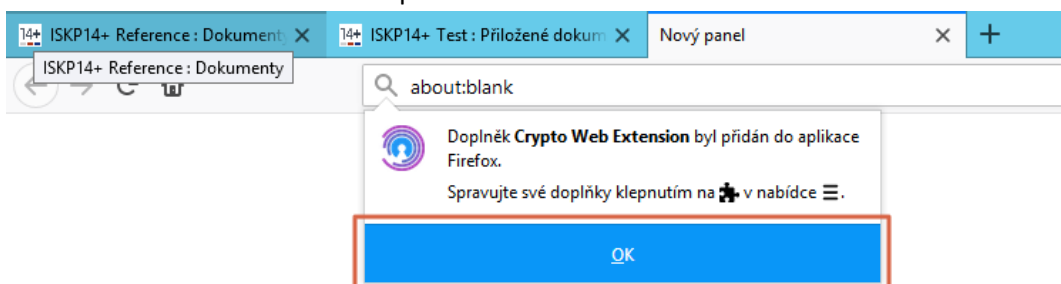 14+ ISKP14+ Reference : Dokumenty 14+ ISKP14+ Test : Přiložené dokum Nový panel
ISKP14+ Reference : Dokumenty
about:blank
Doplněk Crypto Web Extension byl přidán do aplikace
Firefox.
Spravujte své doplňky klepnutím na v nabídce .
OK